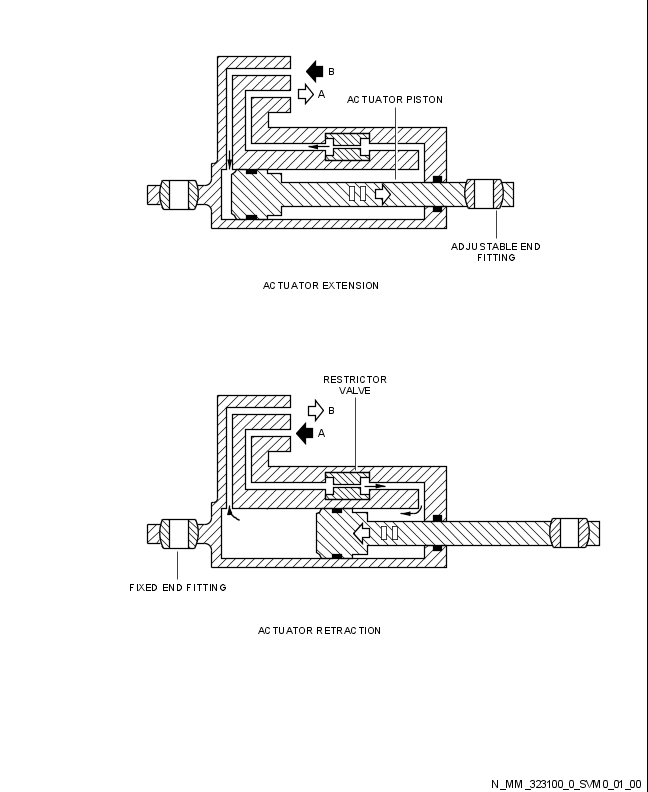 B
A
ACTUATOR PISTON
ADJUSTABLE END
FITTING
ACTUATOR EXTENSION
RESTRICTOR
VALVE
B
A
FIXED END FITTING
ACTUATOR RETRACTION
N_MM_323100_0_SVM0_01_00